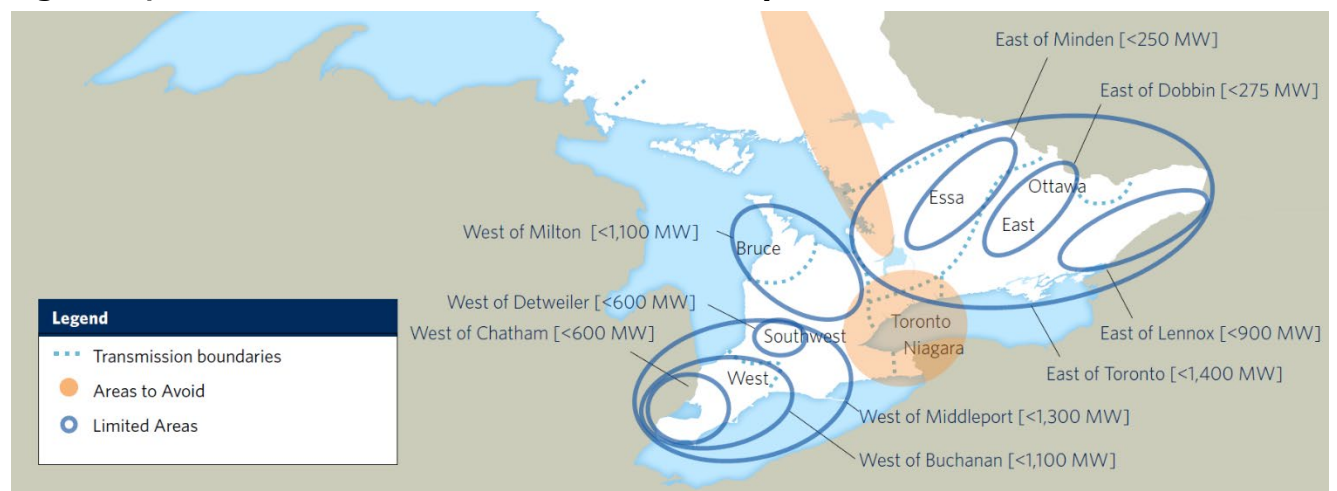 East of Minden [<250 MW]
East of Dobbin [<275 MW]
Essa
Ottawa
East
West of Milton [<1,100 MW]
Bruce
West of Detweiler [<600 MW]
West of Chatham [<600 MW]
Southwest
Toronto
Niagara
East of Lennox [<900 MW]
West
East of Toronto [<1,400 MW]
West of Middleport [<1,300 MW]
West of Buchanan [<1,100 MW]
Legend
Transmission boundaries
Areas to Avoid
Limited Areas